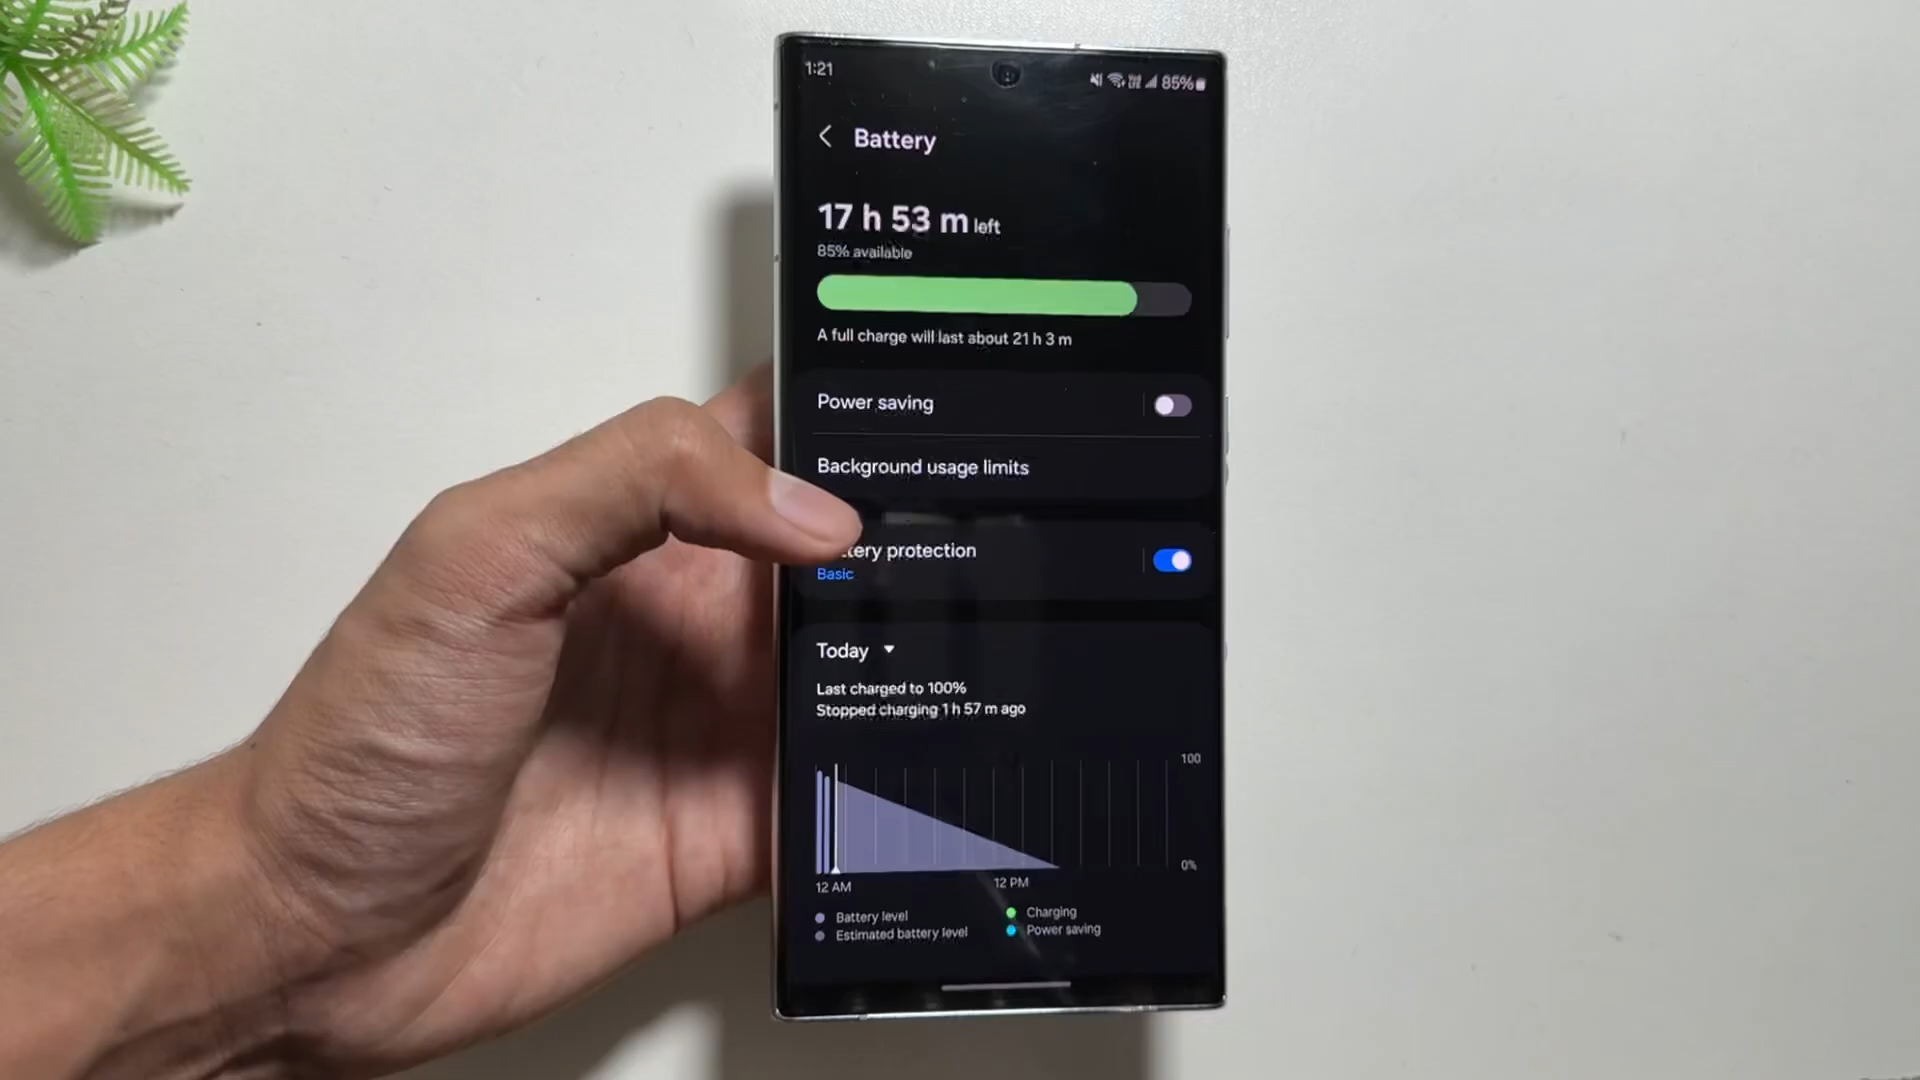 1:21
85%
Battery
17 h 53 m left
85% available
A full charge will last about 21 h 3 m
Power saving
Background usage limits
tery protection
Basic
Today
Last charged to 100%
Stopped charging 1 h 57 m ago
100
0%
12 AM
12 PM
Battery level
Charging
Estimated battery level
Power saving